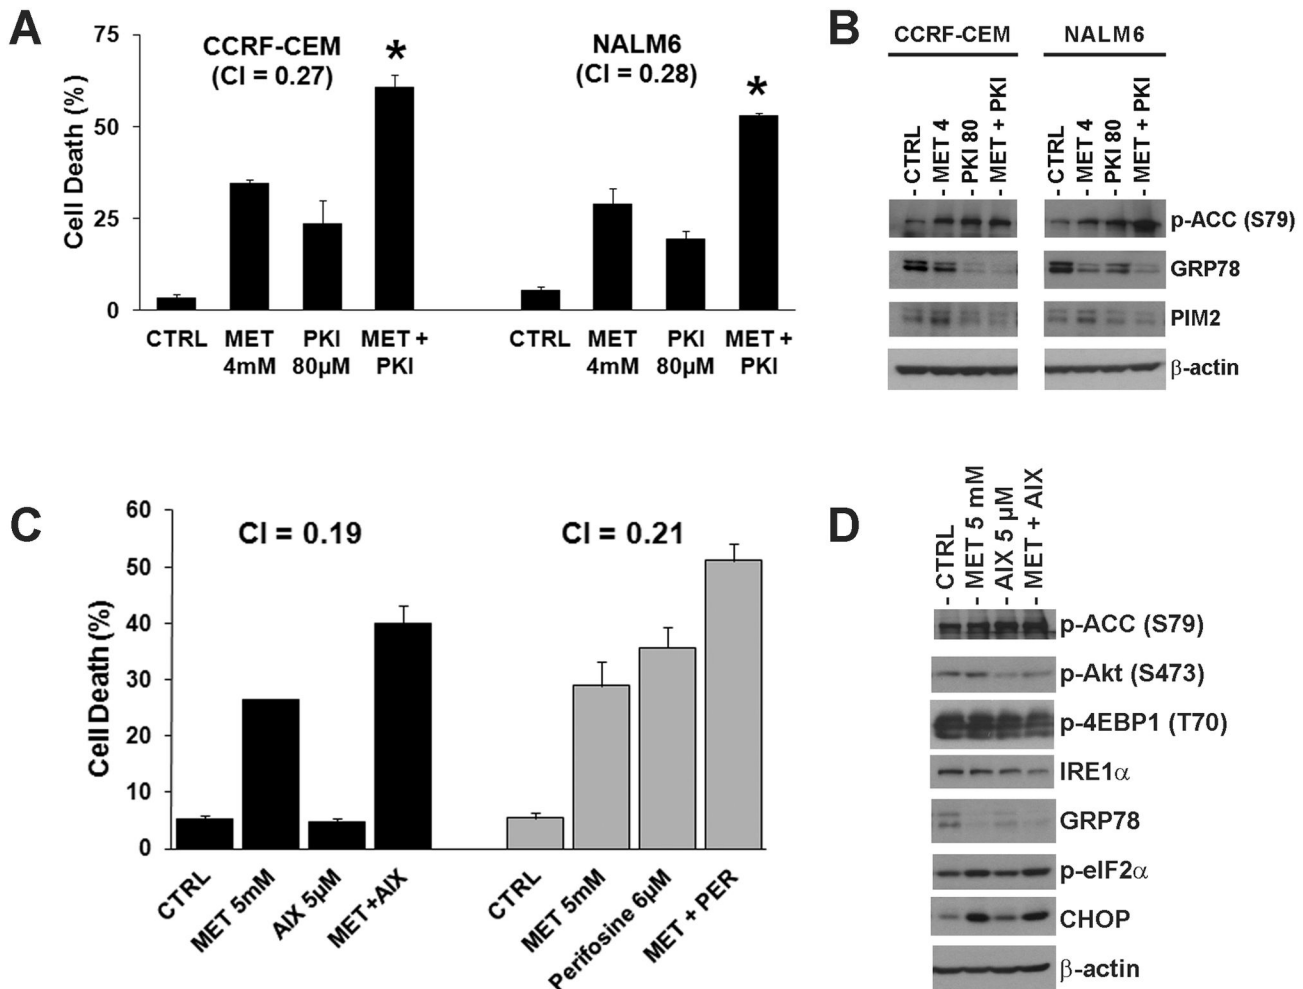 A
75
50
25
0
Cell Death (%)
CCRF-CEM
(CI = 0.27)
*
NALM6
(CI = 0.28)
*
CTRL
MET
4mM
PKI
80µM
MET +
PKI
CTRL
MET
4mM
PKI
80µM
MET +
PKI
B
CCRF-CEM
NALM6
- CTRL
- MET 4
- PKI 80
- MET + PKI
- CTRL
- MET 4
- PKI 80
- MET + PKI
p-ACC (S79)
GRP78
PIM2
β-actin
C
60
50
40
30
20
10
0
Cell Death (%)
CI = 0.19
CI = 0.21
CTRL
MET 5mM
AIX 5µM
MET+AIX
CTRL
MET 5mM
Perifosine 6µM
MET + PER
D
- CTRL
- MET 5 mM
- AIX 5 µM
- MET + AIX
p-ACC (S79)
p-Akt (S473)
p-4EBP1 (T70)
IRE1α
GRP78
p-eIF2α
CHOP
β-actin